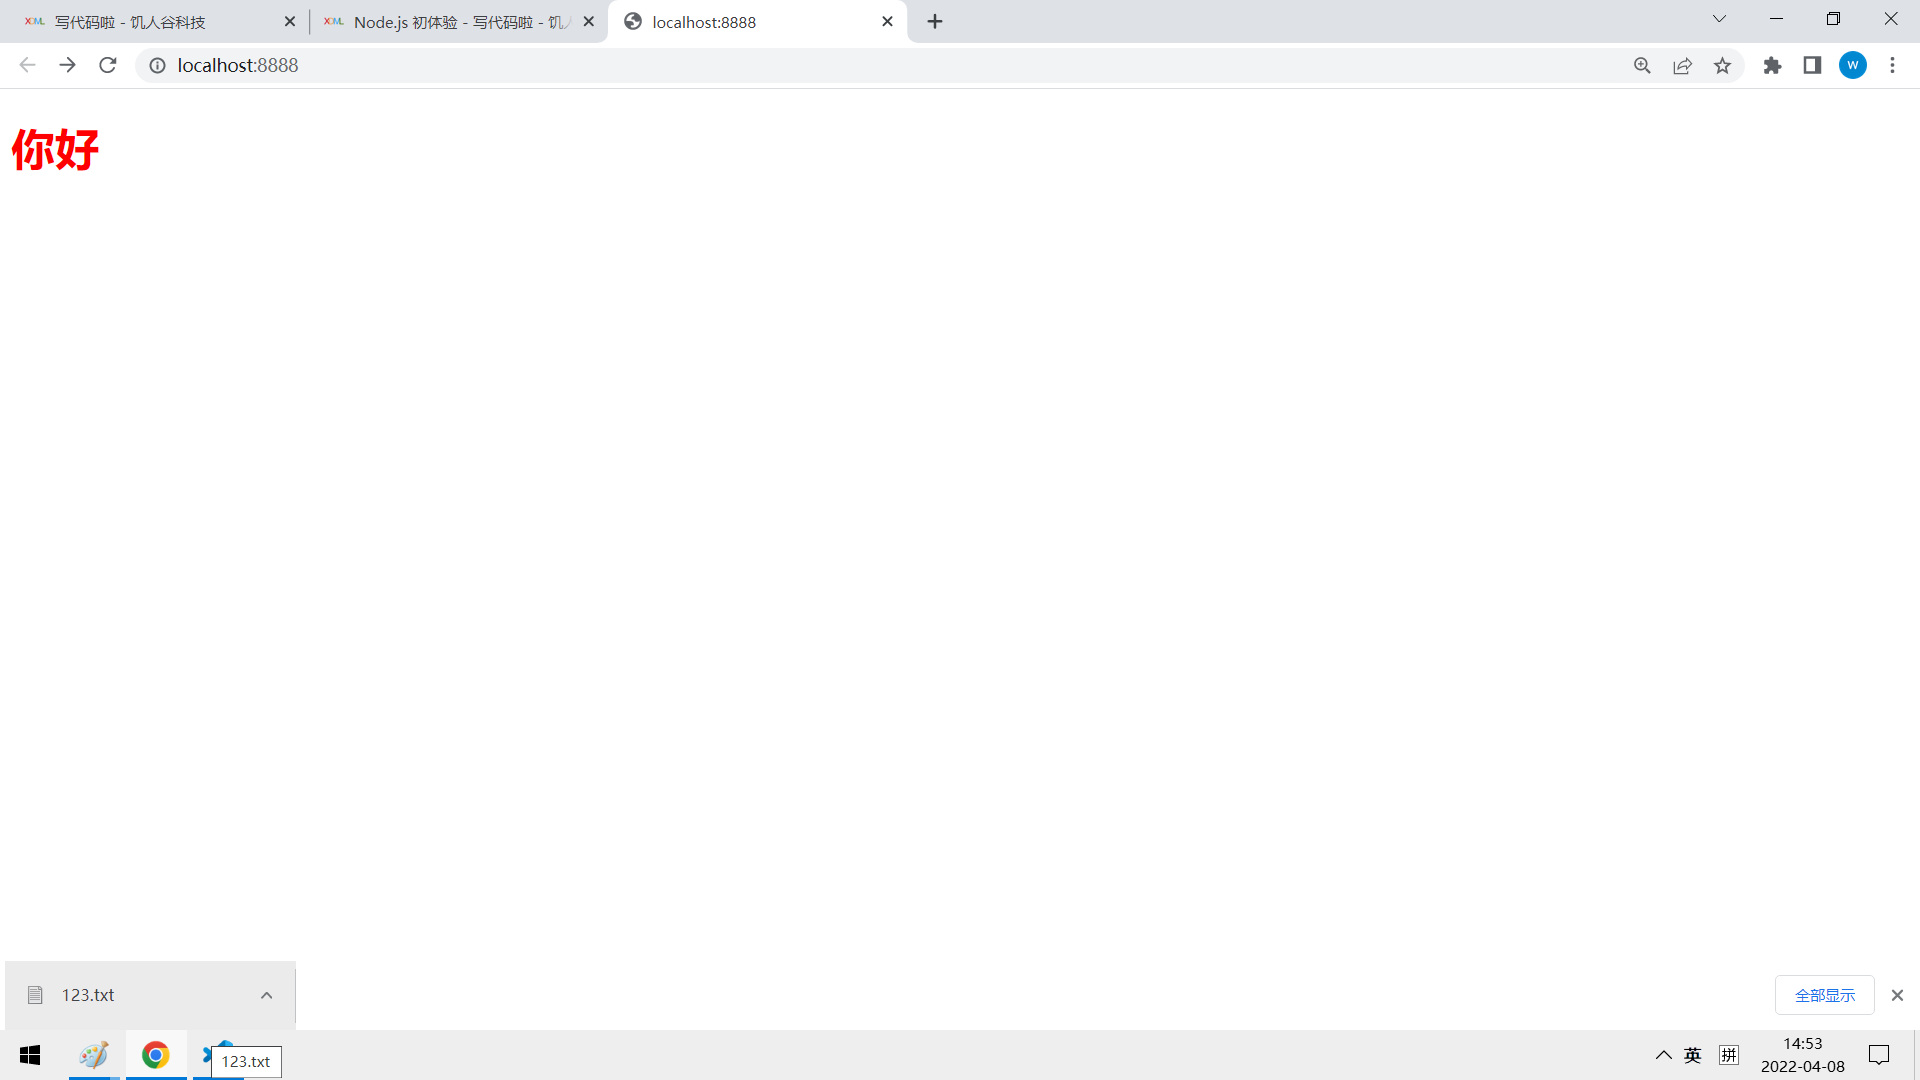 写代码啦 - 饥人谷科技
Node.js 初体验 - 写代码啦 - 饥
localhost:8888
localhost:8888
W
你好
123.txt
全部显示
123.txt
英
拼
14:53
2022-04-08